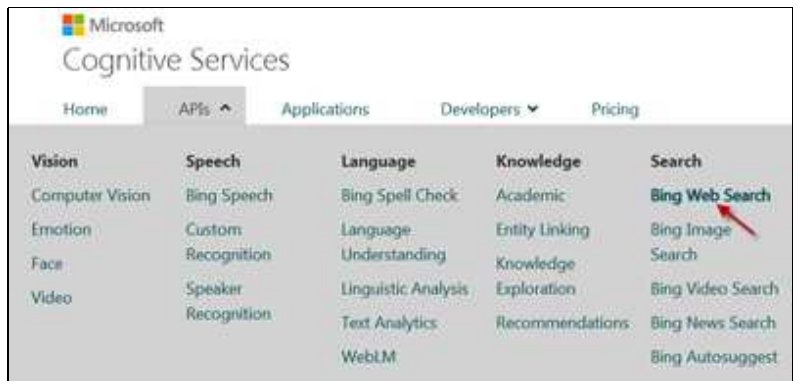 Microsoft
Cognitive Services
Home APIs Applications Developers Pricing
Vision Speech Language Knowledge Search
Computer Vision Bing Speech Bing Spell Check Academic Bing Web Search
Emotion Custom Language Entity Linking Bing Image
Face Recognition Understanding Knowledge Search
Video Speaker Linguistic Analysis Exploration Bing Video Search
Recognition Text Analytics Recommendations Bing News Search
WebLM Bing Autosuggest